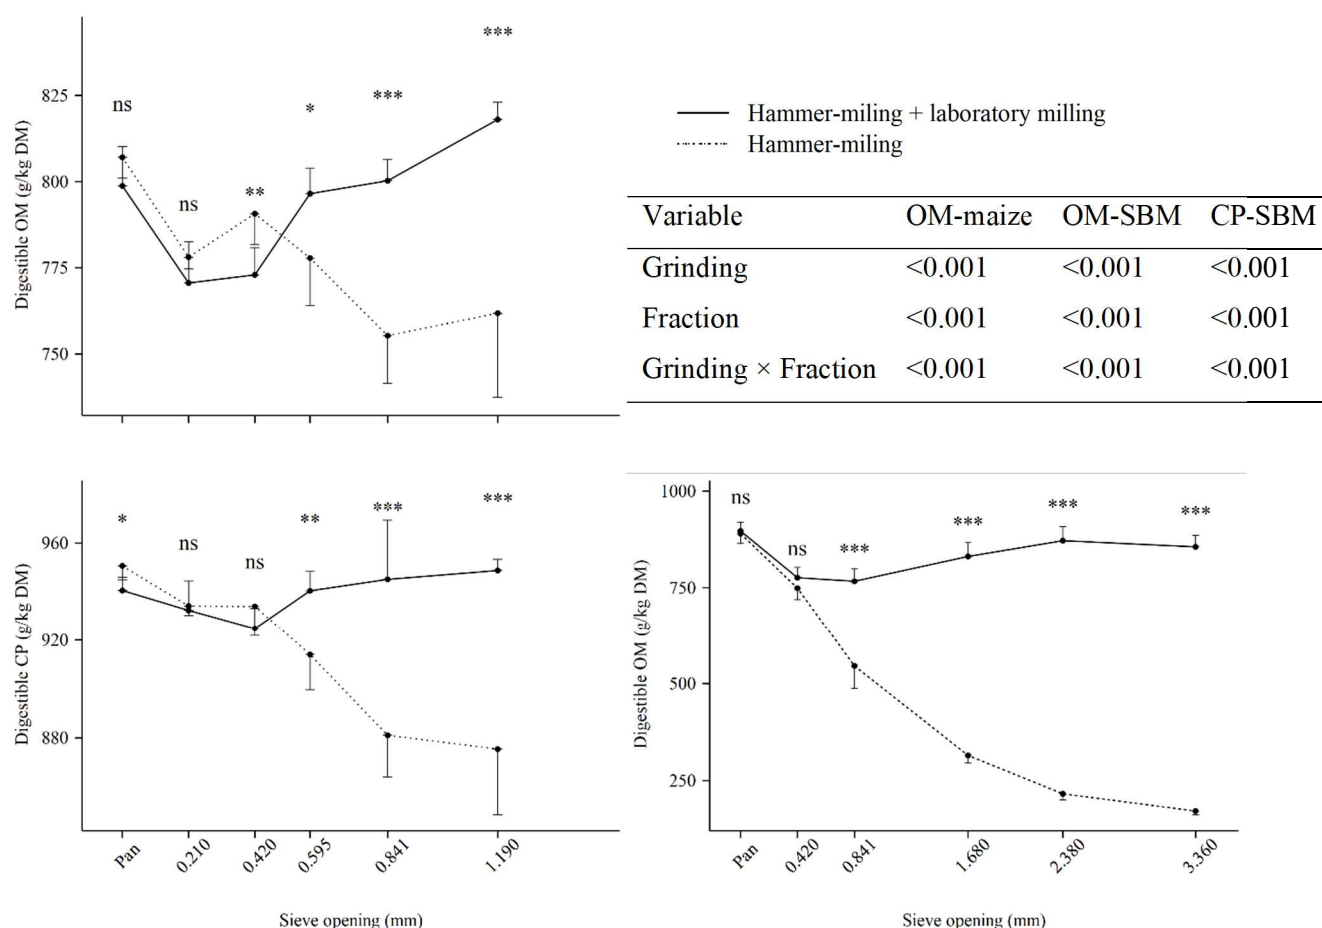 ns
ns
**
*
***
***
825
800
775
750
Digestible OM (g/kg DM)
Hammer-miling + laboratory milling
Hammer-miling
Variable OM-maize OM-SBM CP-SBM
Grinding <0.001 <0.001 <0.001
Fraction <0.001 <0.001 <0.001
Grinding × Fraction <0.001 <0.001 <0.001
*
ns
ns
**
***
***
960
920
880
Digestible CP (g/kg DM)
Pan 0.210 0.420 0.595 0.841 1.190
Sieve opening (mm)
ns
ns
***
***
***
***
1000
750
500
250
Digestible OM (g/kg DM)
Pan 0.420 0.841 1.680 2.380 3.360
Sieve opening (mm)